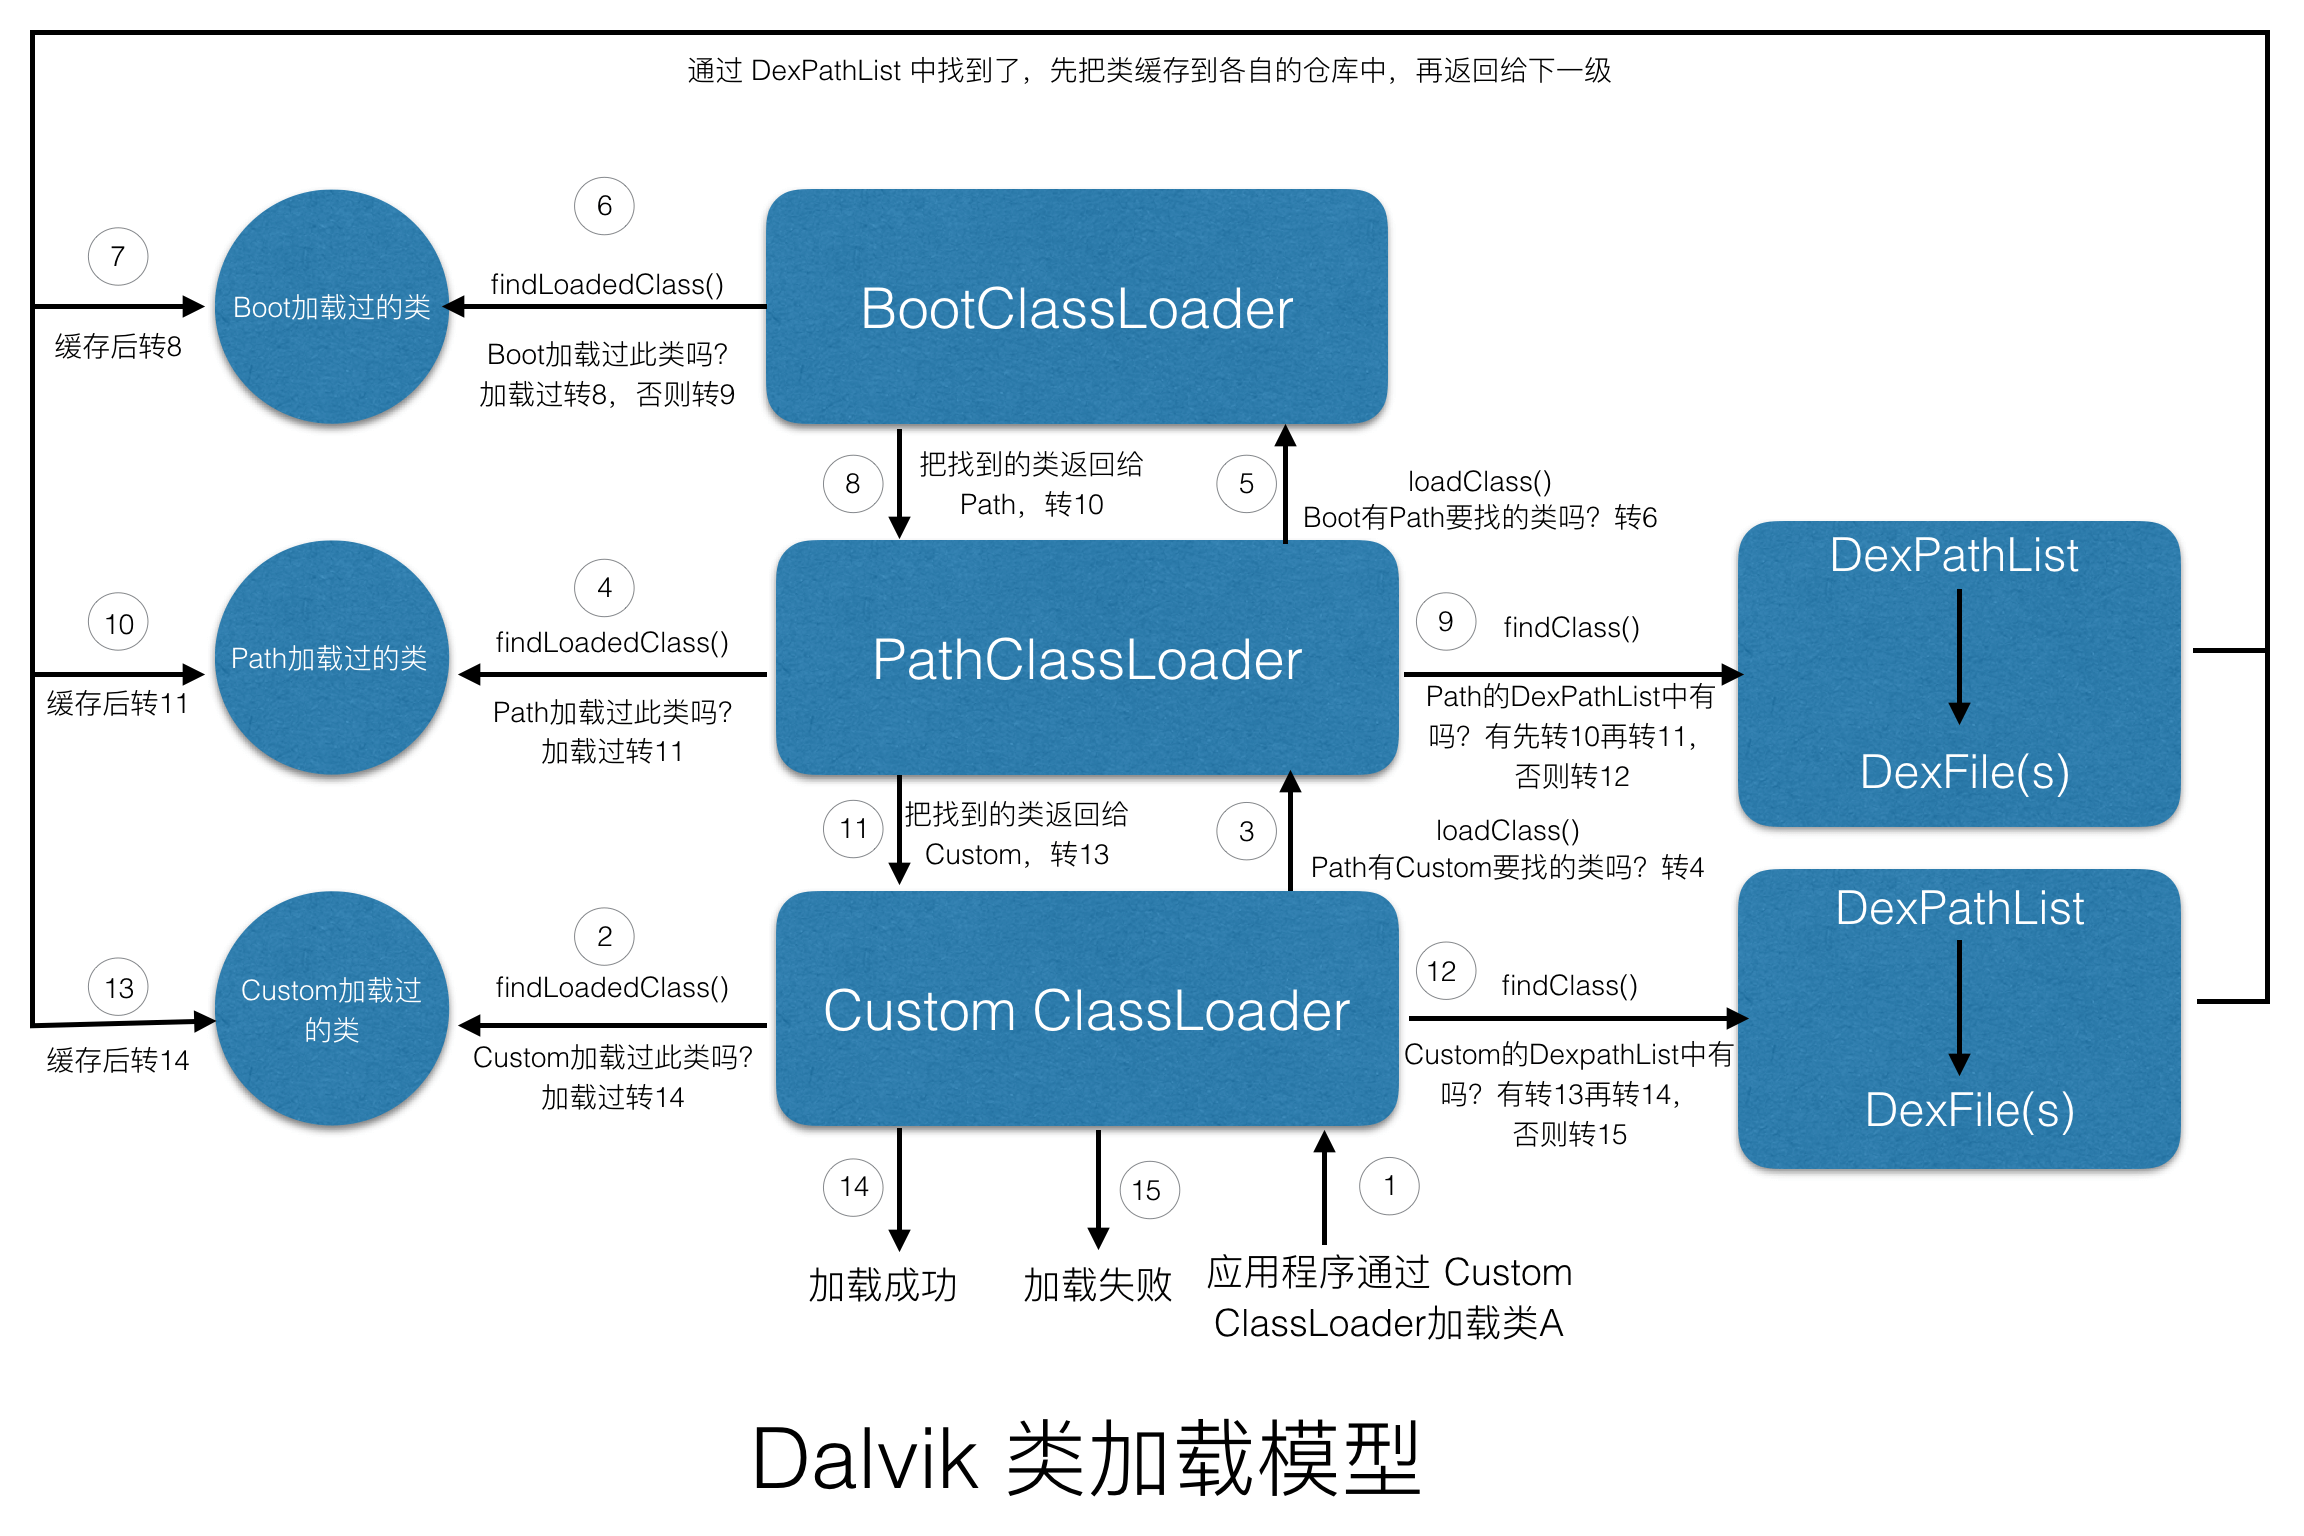 通过 DexPathList 中找到了，先把类缓存到各自的仓库中，再返回给下一级
7
缓存后转8
Boot加载过的类
6
findLoadedClass()
Boot加载过此类吗？
加载过转8，否则转9
BootClassLoader
8
把找到的类返回给
Path，转10
5
loadClass()
Boot有Path要找的类吗？转6
10
缓存后转11
Path加载过的类
4
findLoadedClass()
Path加载过此类吗？
加载过转11
PathClassLoader
9
findClass()
Path的DexPathList中有
吗？有先转10再转11，
否则转12
DexPathList
DexFile(s)
11
把找到的类返回给
Custom，转13
3
loadClass()
Path有Custom要找的类吗？转4
13
缓存后转14
Custom加载过
的类
2
findLoadedClass()
Custom加载过此类吗？
加载过转14
Custom ClassLoader
12
findClass()
Custom的DexpathList中有
吗？有转13再转14，
否则转15
DexPathList
DexFile(s)
14
加载成功
15
加载失败
1
应用程序通过 Custom
ClassLoader加载类A
Dalvik 类加载模型